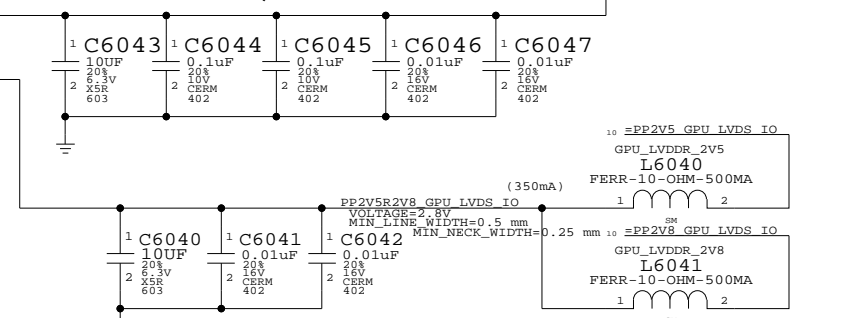 C6043
1
10UF
20%
6.3V
2
X5R
603
C6044
1
0.1uF
20%
10V
2
CERM
402
C6045
1
0.1uF
20%
10V
2
CERM
402
C6046
1
0.01uF
20%
16V
2
CERM
402
C6047
1
0.01uF
20%
16V
2
CERM
402
10 =PP2V5_GPU_LVDS_IO
GPU_LVDDR_2V5
L6040
FERR-10-OHM-500MA
1 2
SM
(350mA)
PP2V5R2V8_GPU_LVDS_IO
VOLTAGE=2.8V
MIN_LINE_WIDTH=0.5 mm
MIN_NECK_WIDTH=0.25 mm
10 =PP2V8_GPU_LVDS_IO
GPU_LVDDR_2V8
L6041
FERR-10-OHM-500MA
1 2
C6040
1
10UF
20%
6.3V
2
X5R
603
C6041
1
0.01uF
20%
16V
2
CERM
402
C6042
1
0.01uF
20%
16V
2
CERM
402